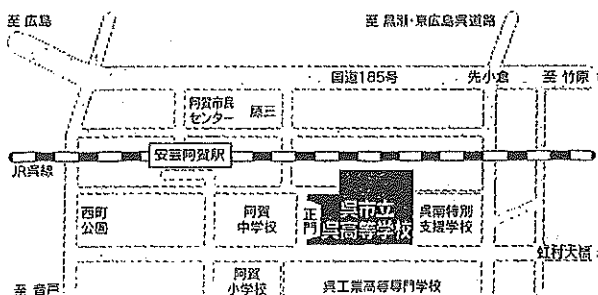 至 広島
至 黒瀬・東広島呉道路
国道185号
先小倉
至 竹原
阿賀市民
センター
藤三
安芸阿賀駅
JR呉線
西町
公園
阿賀
中学校
正門
呉市立
呉高等学校
呉南特別
支援学校
虹村大橋
至 音戸
阿賀
小学校
呉工業高等専門学校